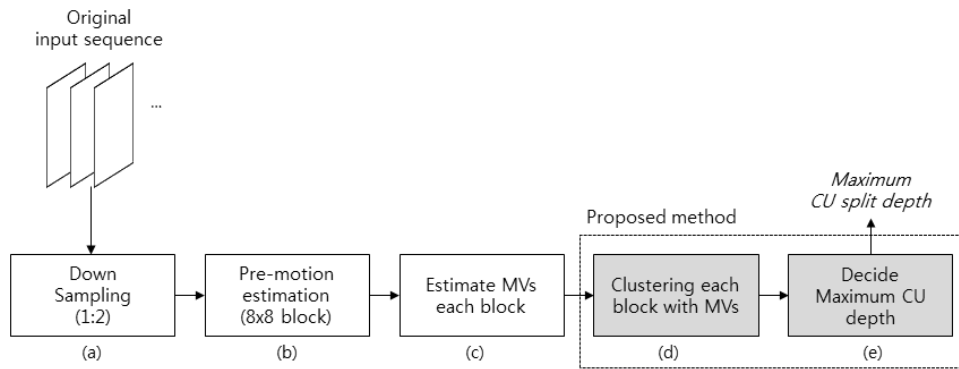 Original
input sequence
...
Maximum
CU split depth
Proposed method
Down
Sampling
(1:2)
Pre-motion
estimation
(8x8 block)
Estimate MVs
each block
Clustering each
block with MVs
Decide
Maximum CU
depth
(a)
(b)
(c)
(d)
(e)